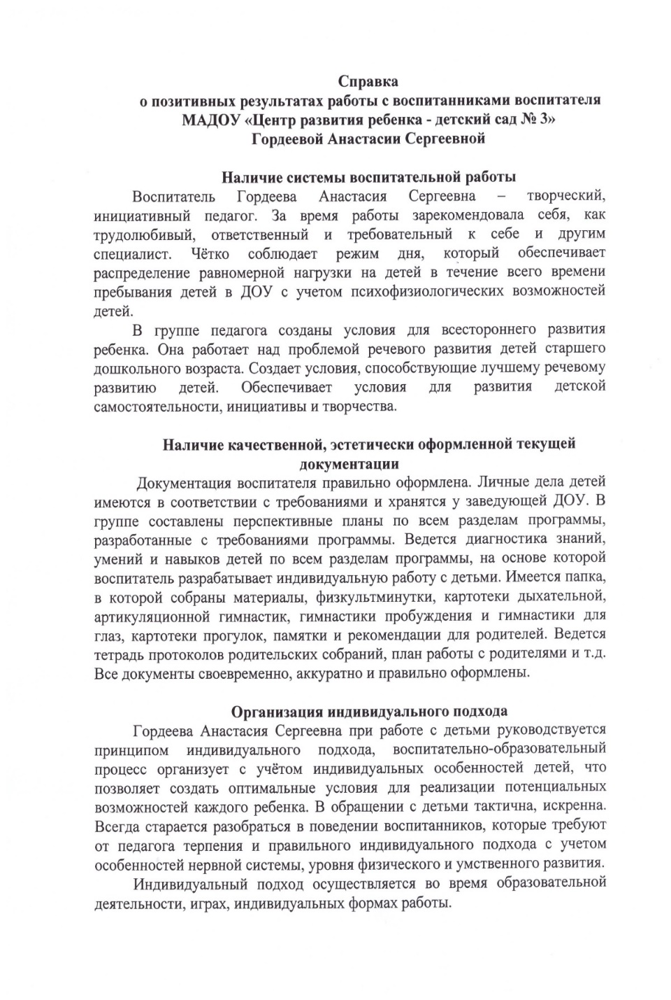 Справка
о позитивных результатах работы с воспитанниками воспитателя
МАДОУ «Центр развития ребенка - детский сад № 3»
Гордеевой Анастасии Сергеевной
Наличие системы воспитательной работы
Воспитатель Гордеева Анастасия Сергеевна – творческий,
инициативный педагог. За время работы зарекомендовала себя, как
трудолюбивый, ответственный и требовательный к себе и другим
специалист. Чётко соблюдает режим дня, который обеспечивает
распределение равномерной нагрузки на детей в течение всего времени
пребывания детей в ДОУ с учетом психофизиологических возможностей
детей.
В группе педагога созданы условия для всестороннего развития
ребенка. Она работает над проблемой речевого развития детей старшего
дошкольного возраста. Создает условия, способствующие лучшему речевому
развитию детей. Обеспечивает условия для развития детской
самостоятельности, инициативы и творчества.
Наличие качественной, эстетически оформленной текущей
документации
Документация воспитателя правильно оформлена. Личные дела детей
имеются в соответствии с требованиями и хранятся у заведующей ДОУ. В
группе составлены перспективные планы по всем разделам программы,
разработанные с требованиями программы. Ведется диагностика знаний,
умений и навыков детей по всем разделам программы, на основе которой
воспитатель разрабатывает индивидуальную работу с детьми. Имеется папка,
в которой собраны материалы, физкультминутки, картотеки дыхательной,
артикуляционной гимнастик, гимнастики пробуждения и гимнастики для
глаз, картотеки прогулок, памятки и рекомендации для родителей. Ведется
тетрадь протоколов родительских собраний, план работы с родителями и т.д.
Все документы своевременно, аккуратно и правильно оформлены.
Организация индивидуального подхода
Гордеева Анастасия Сергеевна при работе с детьми руководствуется
принципом индивидуального подхода, воспитательно-образовательный
процесс организует с учётом индивидуальных особенностей детей, что
позволяет создать оптимальные условия для реализации потенциальных
возможностей каждого ребенка. В обращении с детьми тактична, искренна.
Всегда старается разобраться в поведении воспитанников, которые требуют
от педагога терпения и правильного индивидуального подхода с учетом
особенностей нервной системы, уровня физического и умственного развития.
Индивидуальный подход осуществляется во время образовательной
деятельности, играх, индивидуальных формах работы.